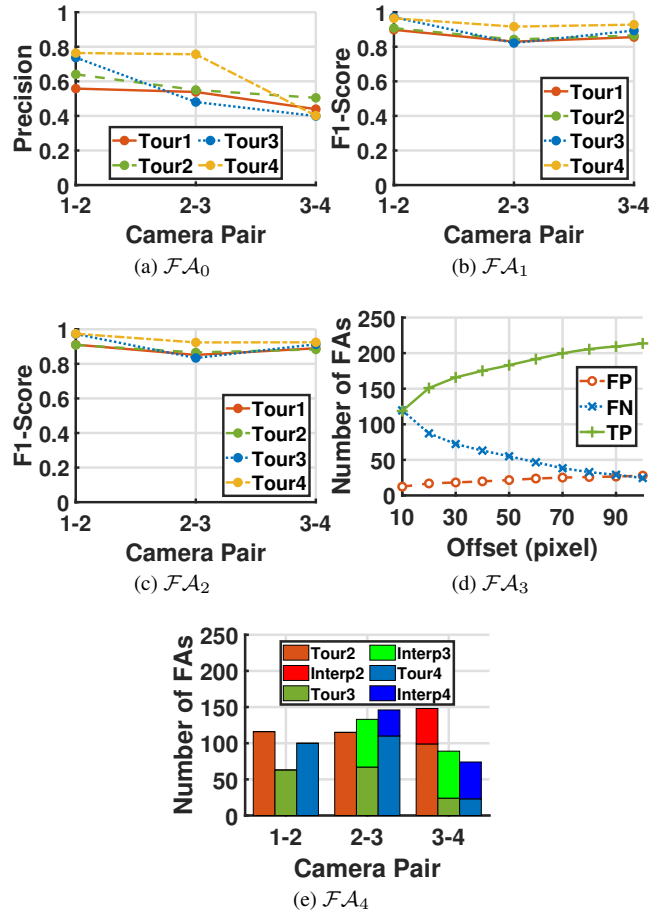 1
0.8
0.6
0.4
0.2
0
Precision
Tour1 Tour3
Tour2 Tour4
1-2 2-3 3-4
Camera Pair
(a) 𝓕𝓐₀
1
0.8
0.6
0.4
0.2
0
F1-Score
Tour1
Tour2
Tour3
Tour4
1-2 2-3 3-4
Camera Pair
(b) 𝓕𝓐₁
1
0.8
0.6
0.4
0.2
0
F1-Score
Tour1
Tour2
Tour3
Tour4
1-2 2-3 3-4
Camera Pair
(c) 𝓕𝓐₂
250
200
150
100
50
0
Number of FAs
FP
FN
TP
10 30 50 70 90
Offset (pixel)
(d) 𝓕𝓐₃
250
200
150
100
50
0
Number of FAs
Tour2 Interp3
Interp2 Tour4
Tour3 Interp4
1-2 2-3 3-4
Camera Pair
(e) 𝓕𝓐₄